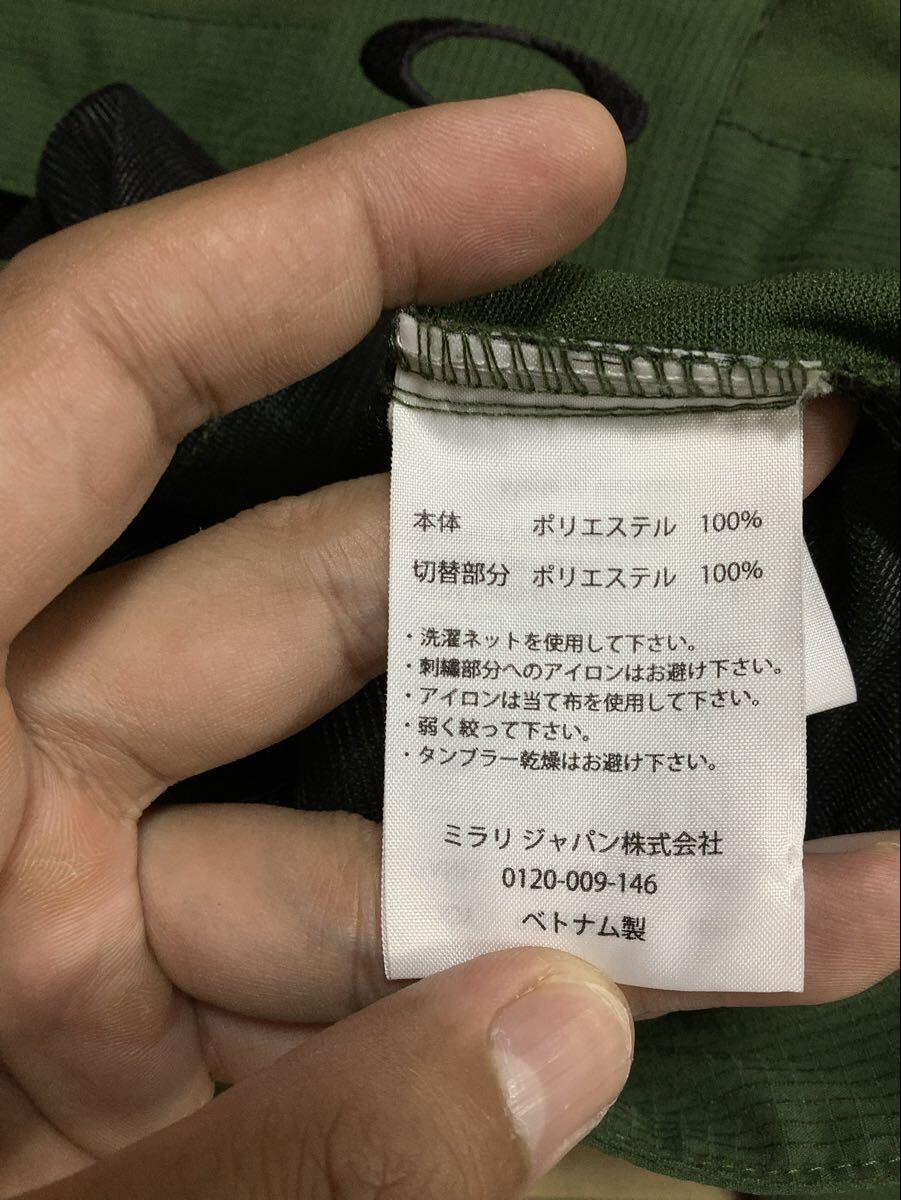 本体 ポリエステル 100%
切替部分 ポリエステル 100%
・洗濯ネットを使用して下さい。
・刺繍部分へのアイロンはお避け下さい。
・アイロンは当て布を使用して下さい。
・弱く絞って下さい。
・タンブラー乾燥はお避け下さい。
ミラリ ジャパン株式会社
0120-009-146
ベトナム製